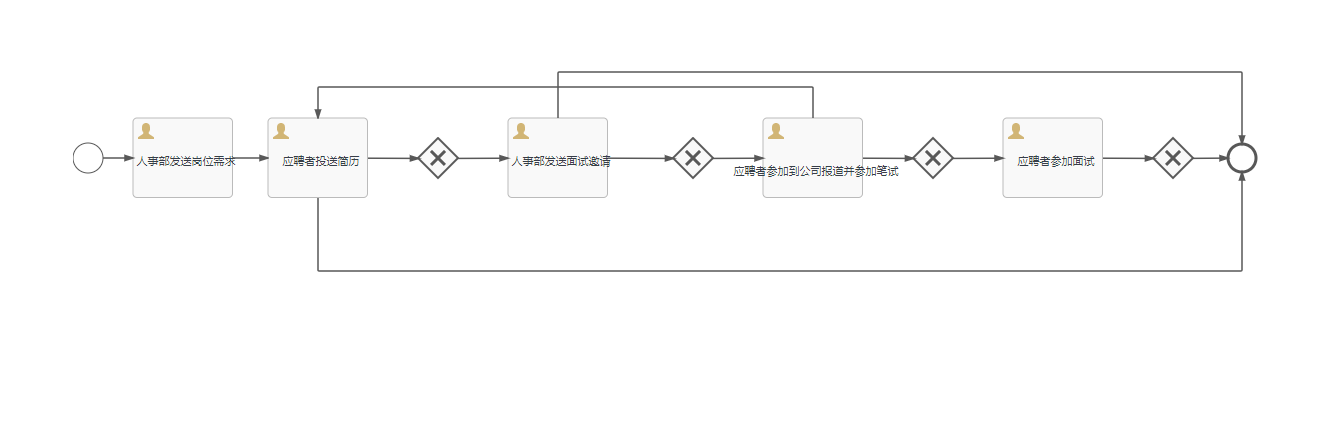 人事部发送岗位需求
应聘者投送简历
人事部发送面试邀请
应聘者参加到公司报道并参加笔试
应聘者参加面试